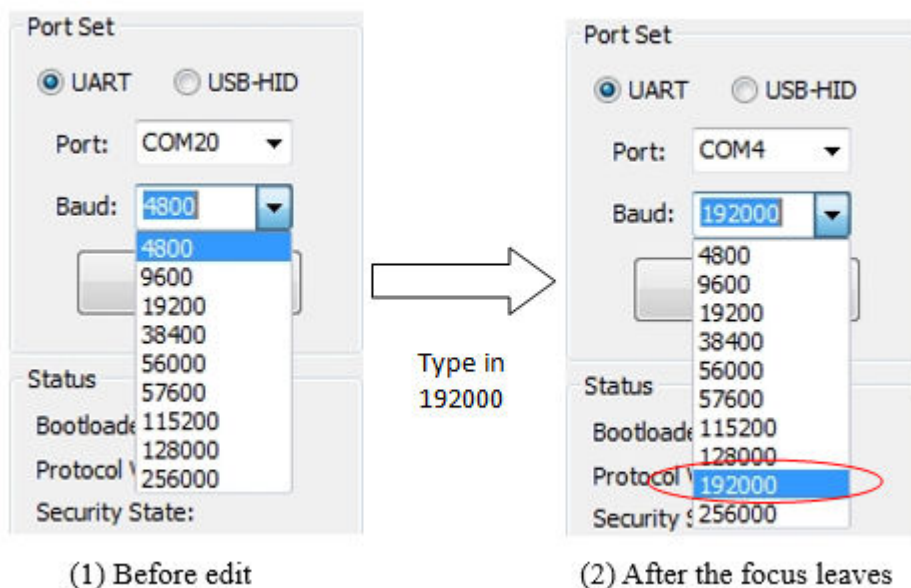 Port Set
UART USB-HID
Port: COM20
Baud: 4800
4800
9600
19200
38400
56000
57600
115200
128000
256000
Status
Protocol
Security State:
(1) Before edit
Type in
192000
Port Set
UART USB-HID
Port: COM4
Baud: 192000
4800
9600
19200
38400
56000
57600
115200
128000
192000
256000
Status
Protocol
Security
(2) After the focus leaves